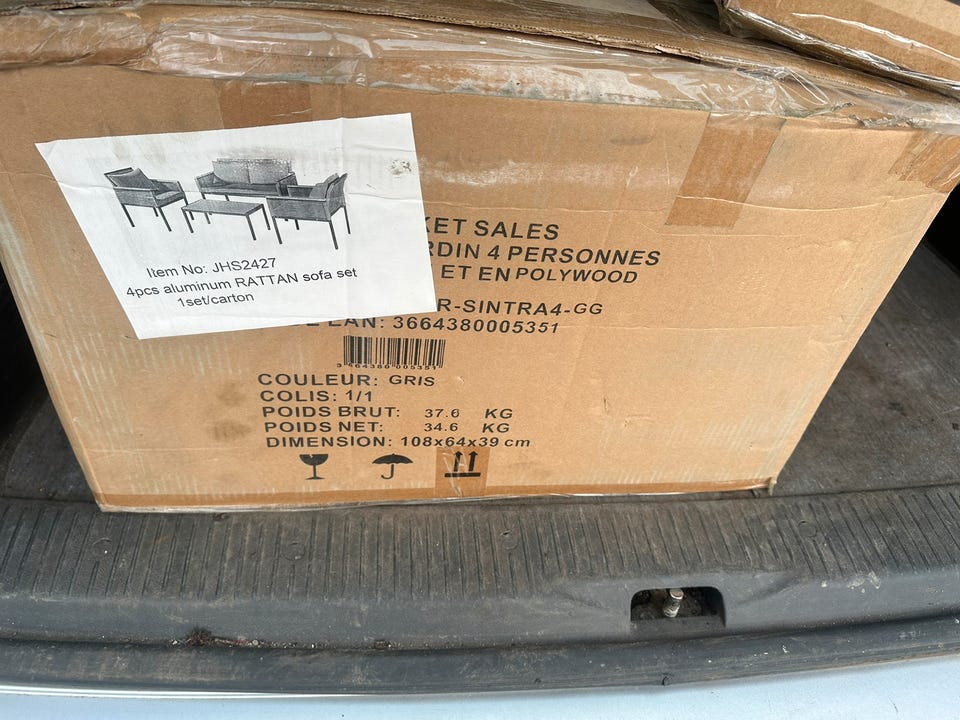 Item No: JHS2427
4pcs aluminum RATTAN sofa set
1set/carton
KET SALES
RDIN 4 PERSONNES
ET EN POLYWOOD
R-SINTRA4-GG
EAN: 3664380005351
COULEUR: GRIS
COLIS: 1/1
POIDS BRUT: 37.6 KG
POIDS NET: 34.6 KG
DIMENSION: 108x64x39 cm